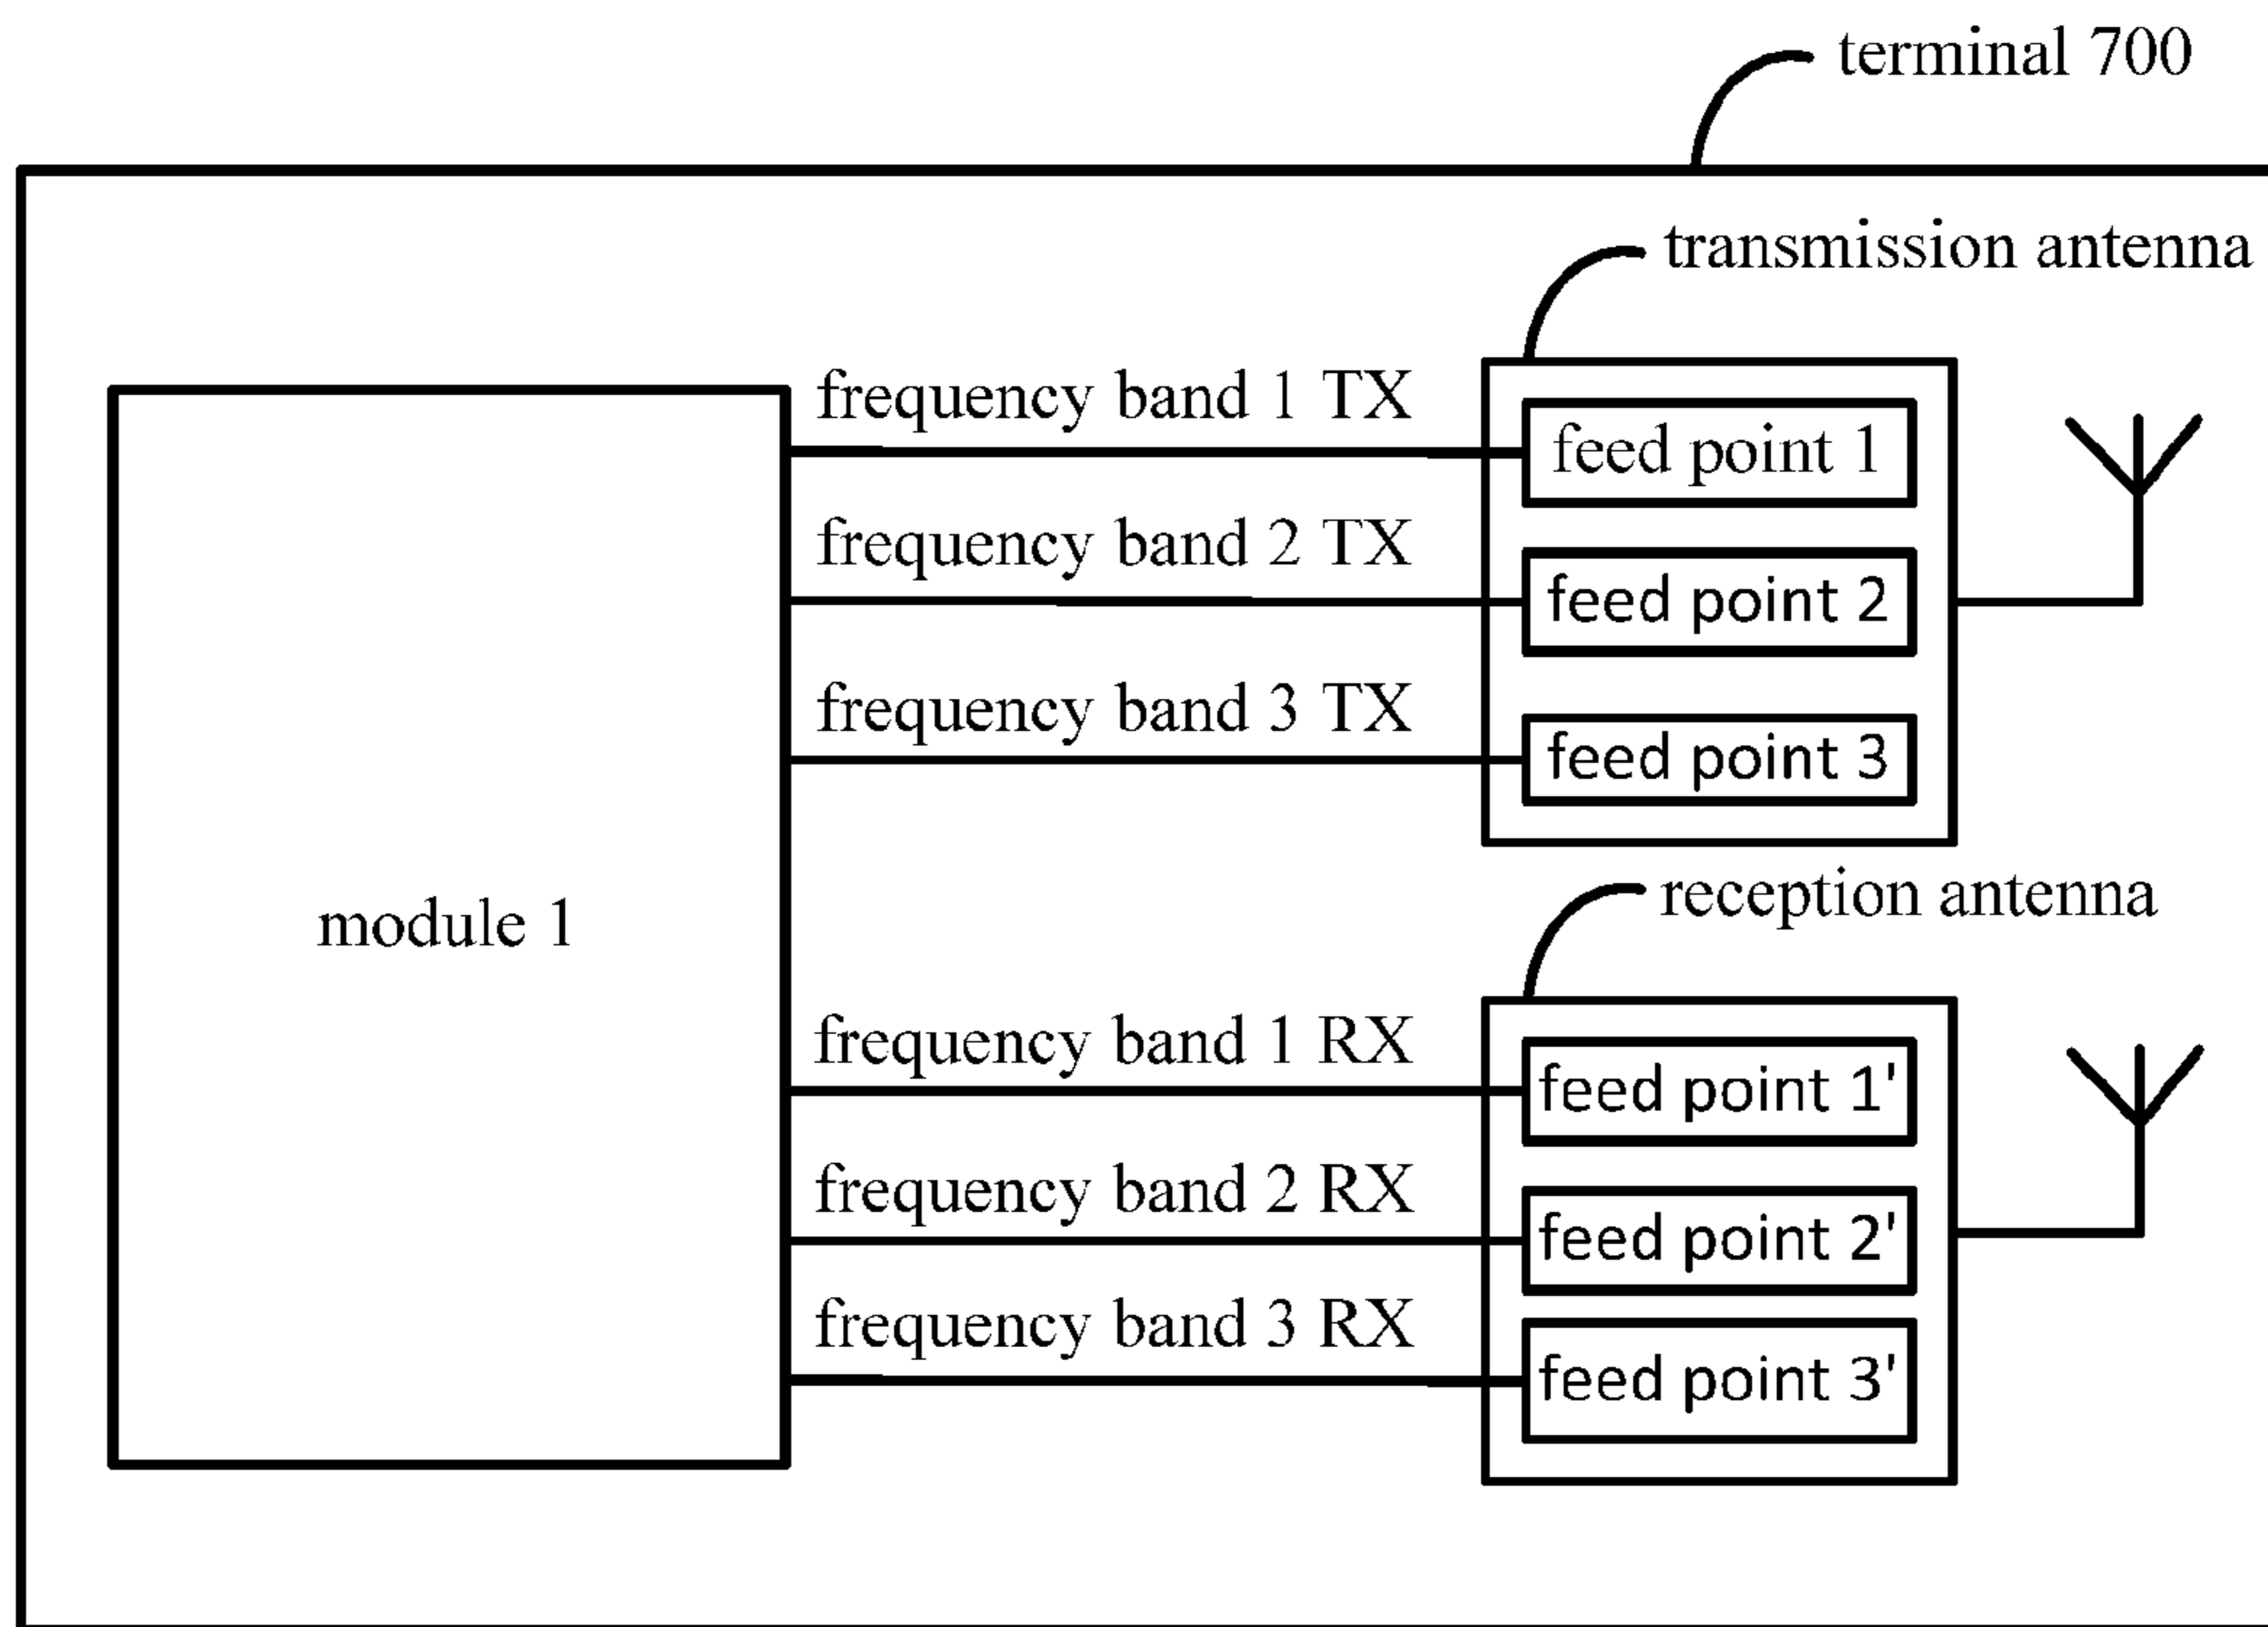 terminal 700
transmission antenna
frequency band 1 TX
feed point 1
frequency band 2 TX
feed point 2
frequency band 3 TX
feed point 3
module 1
reception antenna
frequency band 1 RX
feed point 1'
frequency band 2 RX
feed point 2'
frequency band 3 RX
feed point 3'